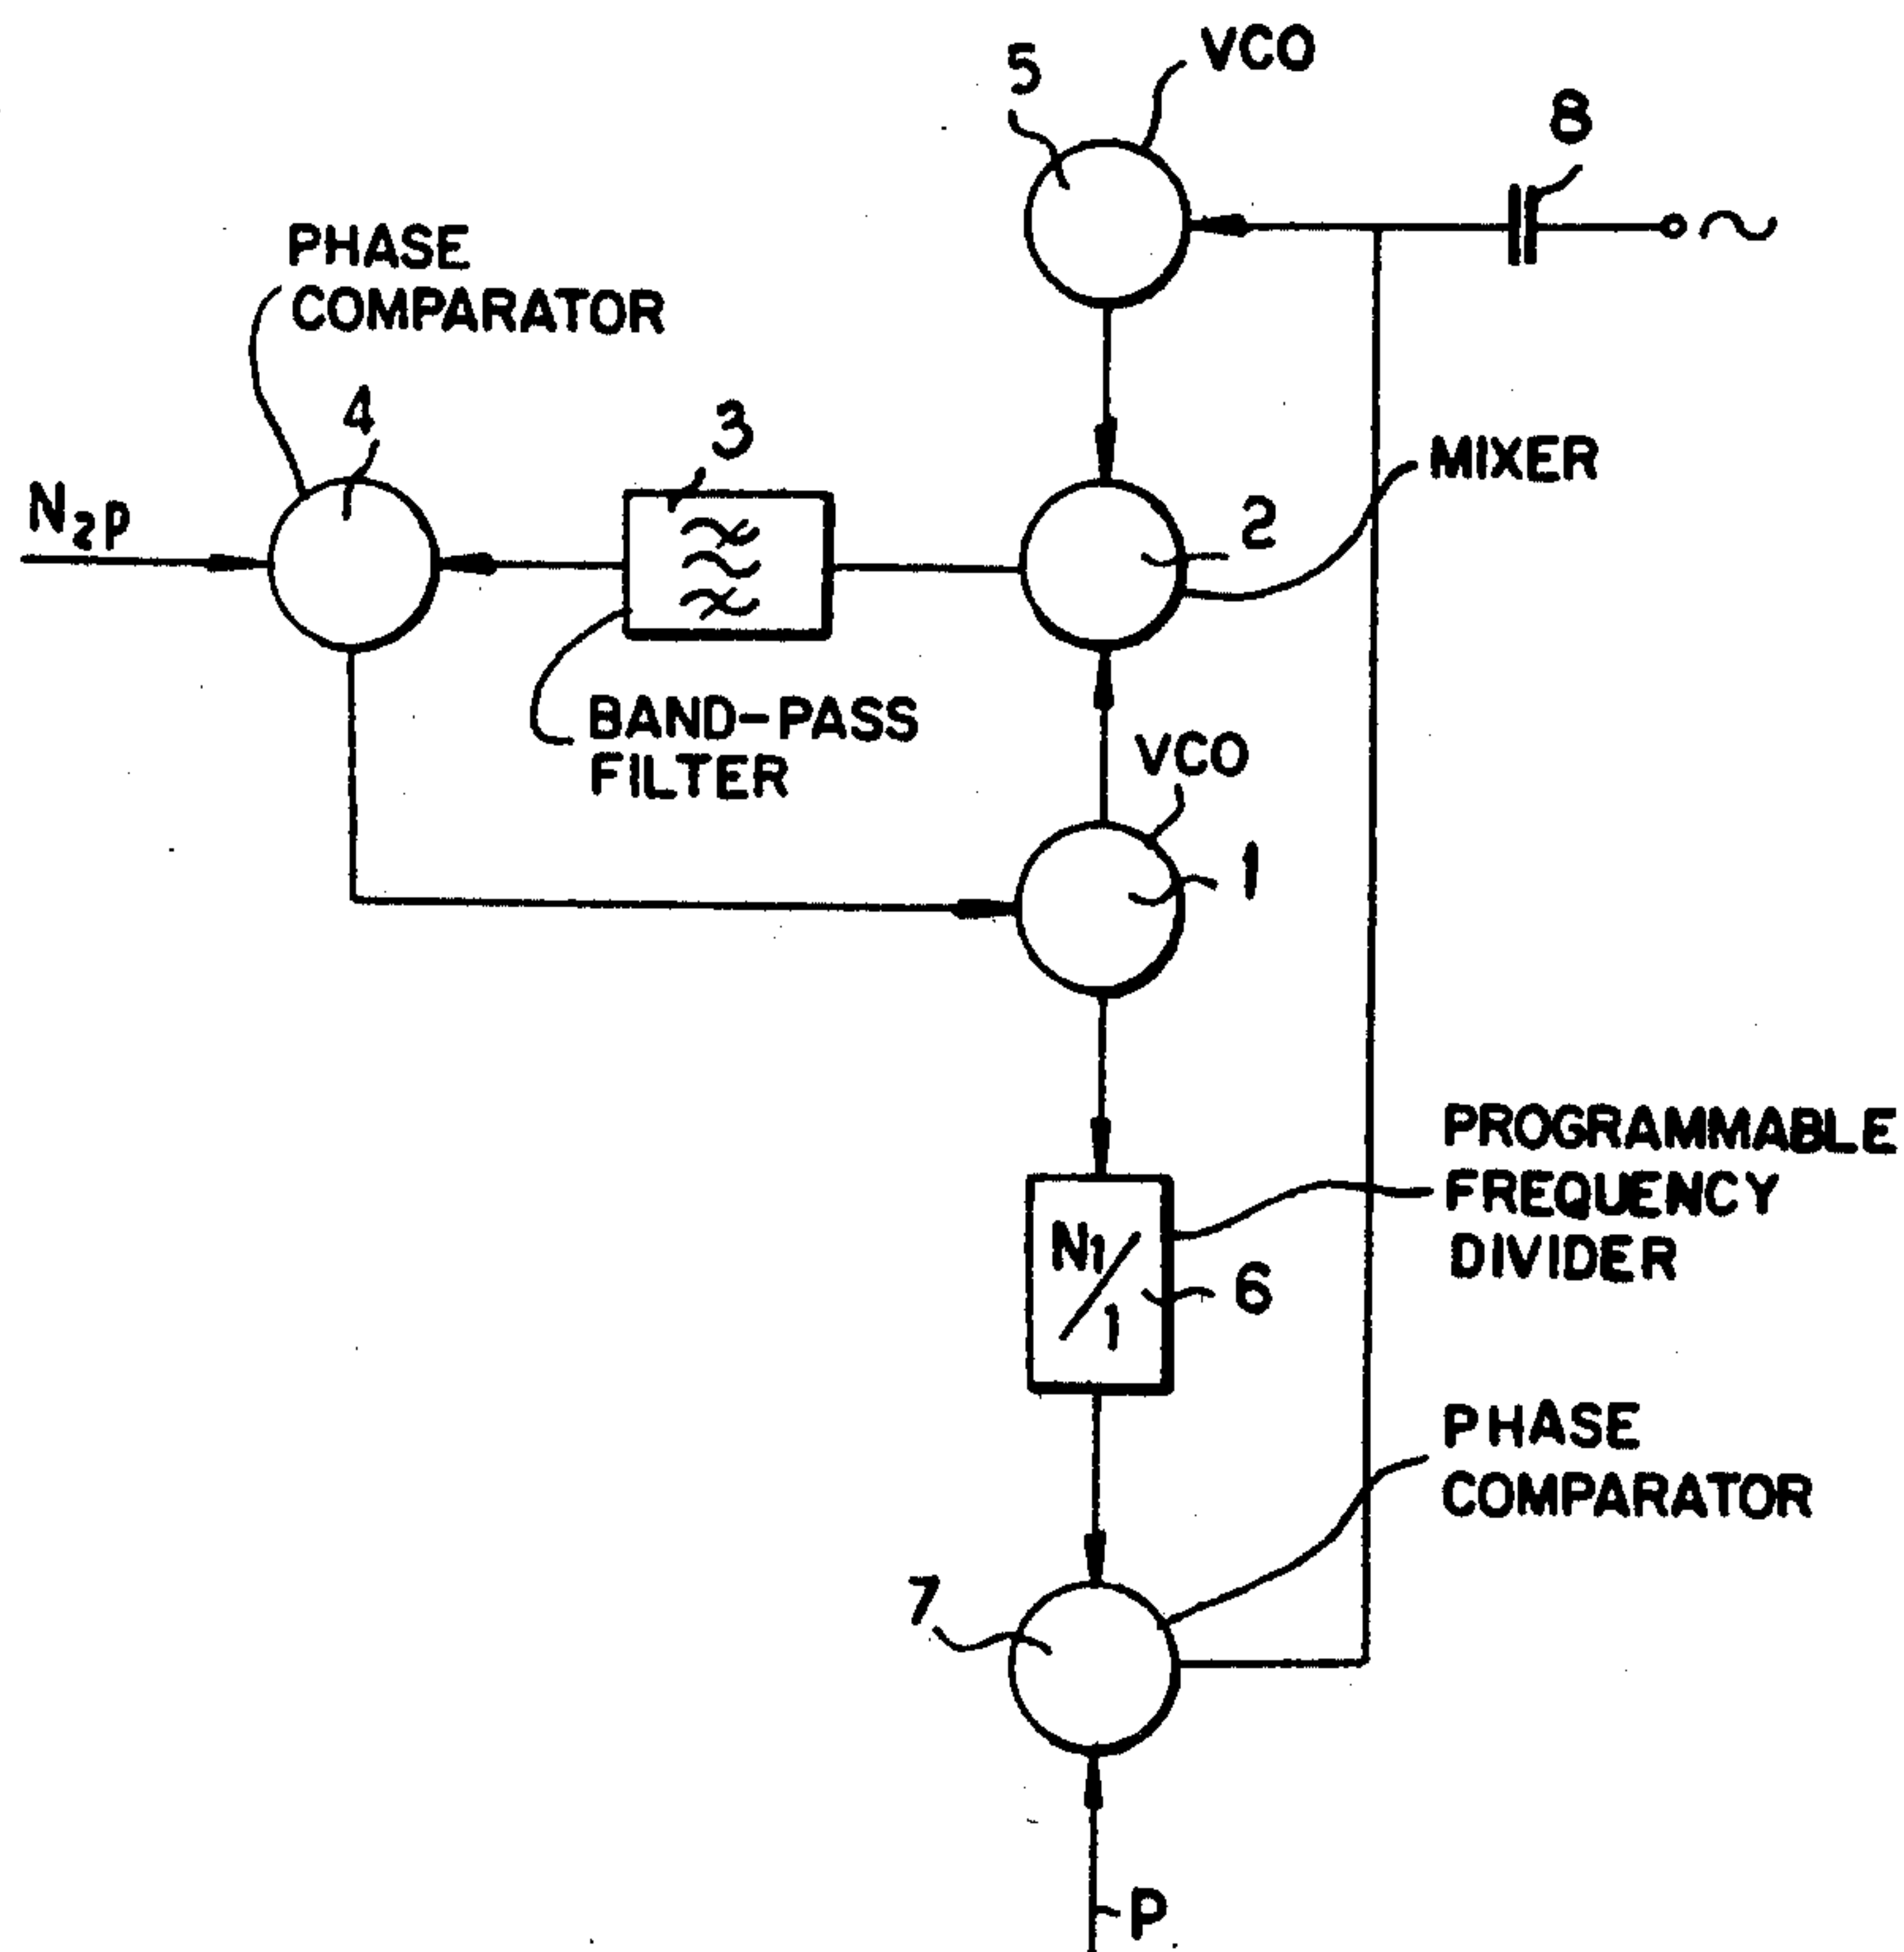 5
VCO
8
PHASE
COMPARATOR
4
3
MIXER
N₂p
2
BAND-PASS
FILTER
VCO
1
PROGRAMMABLE
FREQUENCY
DIVIDER
N1/1
6
PHASE
COMPARATOR
7
P